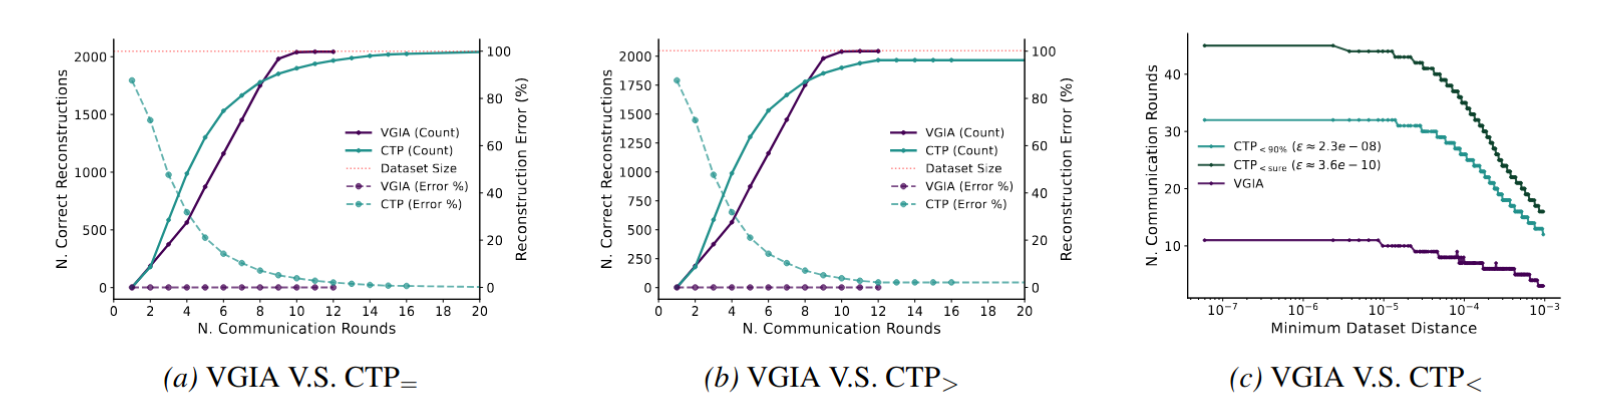 2000
1500
1000
500
0
N. Correct Reconstructions
100
80
60
40
20
0
Reconstruction Error (%)
VGIA (Count)
CTP (Count)
Dataset Size
VGIA (Error %)
CTP (Error %)
0 2 4 6 8 10 12 14 16 18 20
N. Communication Rounds
(a) VGIA V.S. CTP=
2000
1750
1500
1250
1000
750
500
250
0
N. Correct Reconstructions
100
80
60
40
20
0
Reconstruction Error (%)
VGIA (Count)
CTP (Count)
Dataset Size
VGIA (Error %)
CTP (Error %)
0 2 4 6 8 10 12 14 16 18 20
N. Communication Rounds
(b) VGIA V.S. CTP>
40
30
20
10
N. Communication Rounds
CTP<90% (ε ≈ 2.3e − 08)
CTP<sure (ε ≈ 3.6e − 10)
VGIA
10⁻⁷ 10⁻⁶ 10⁻⁵ 10⁻⁴ 10⁻³
Minimum Dataset Distance
(c) VGIA V.S. CTP<